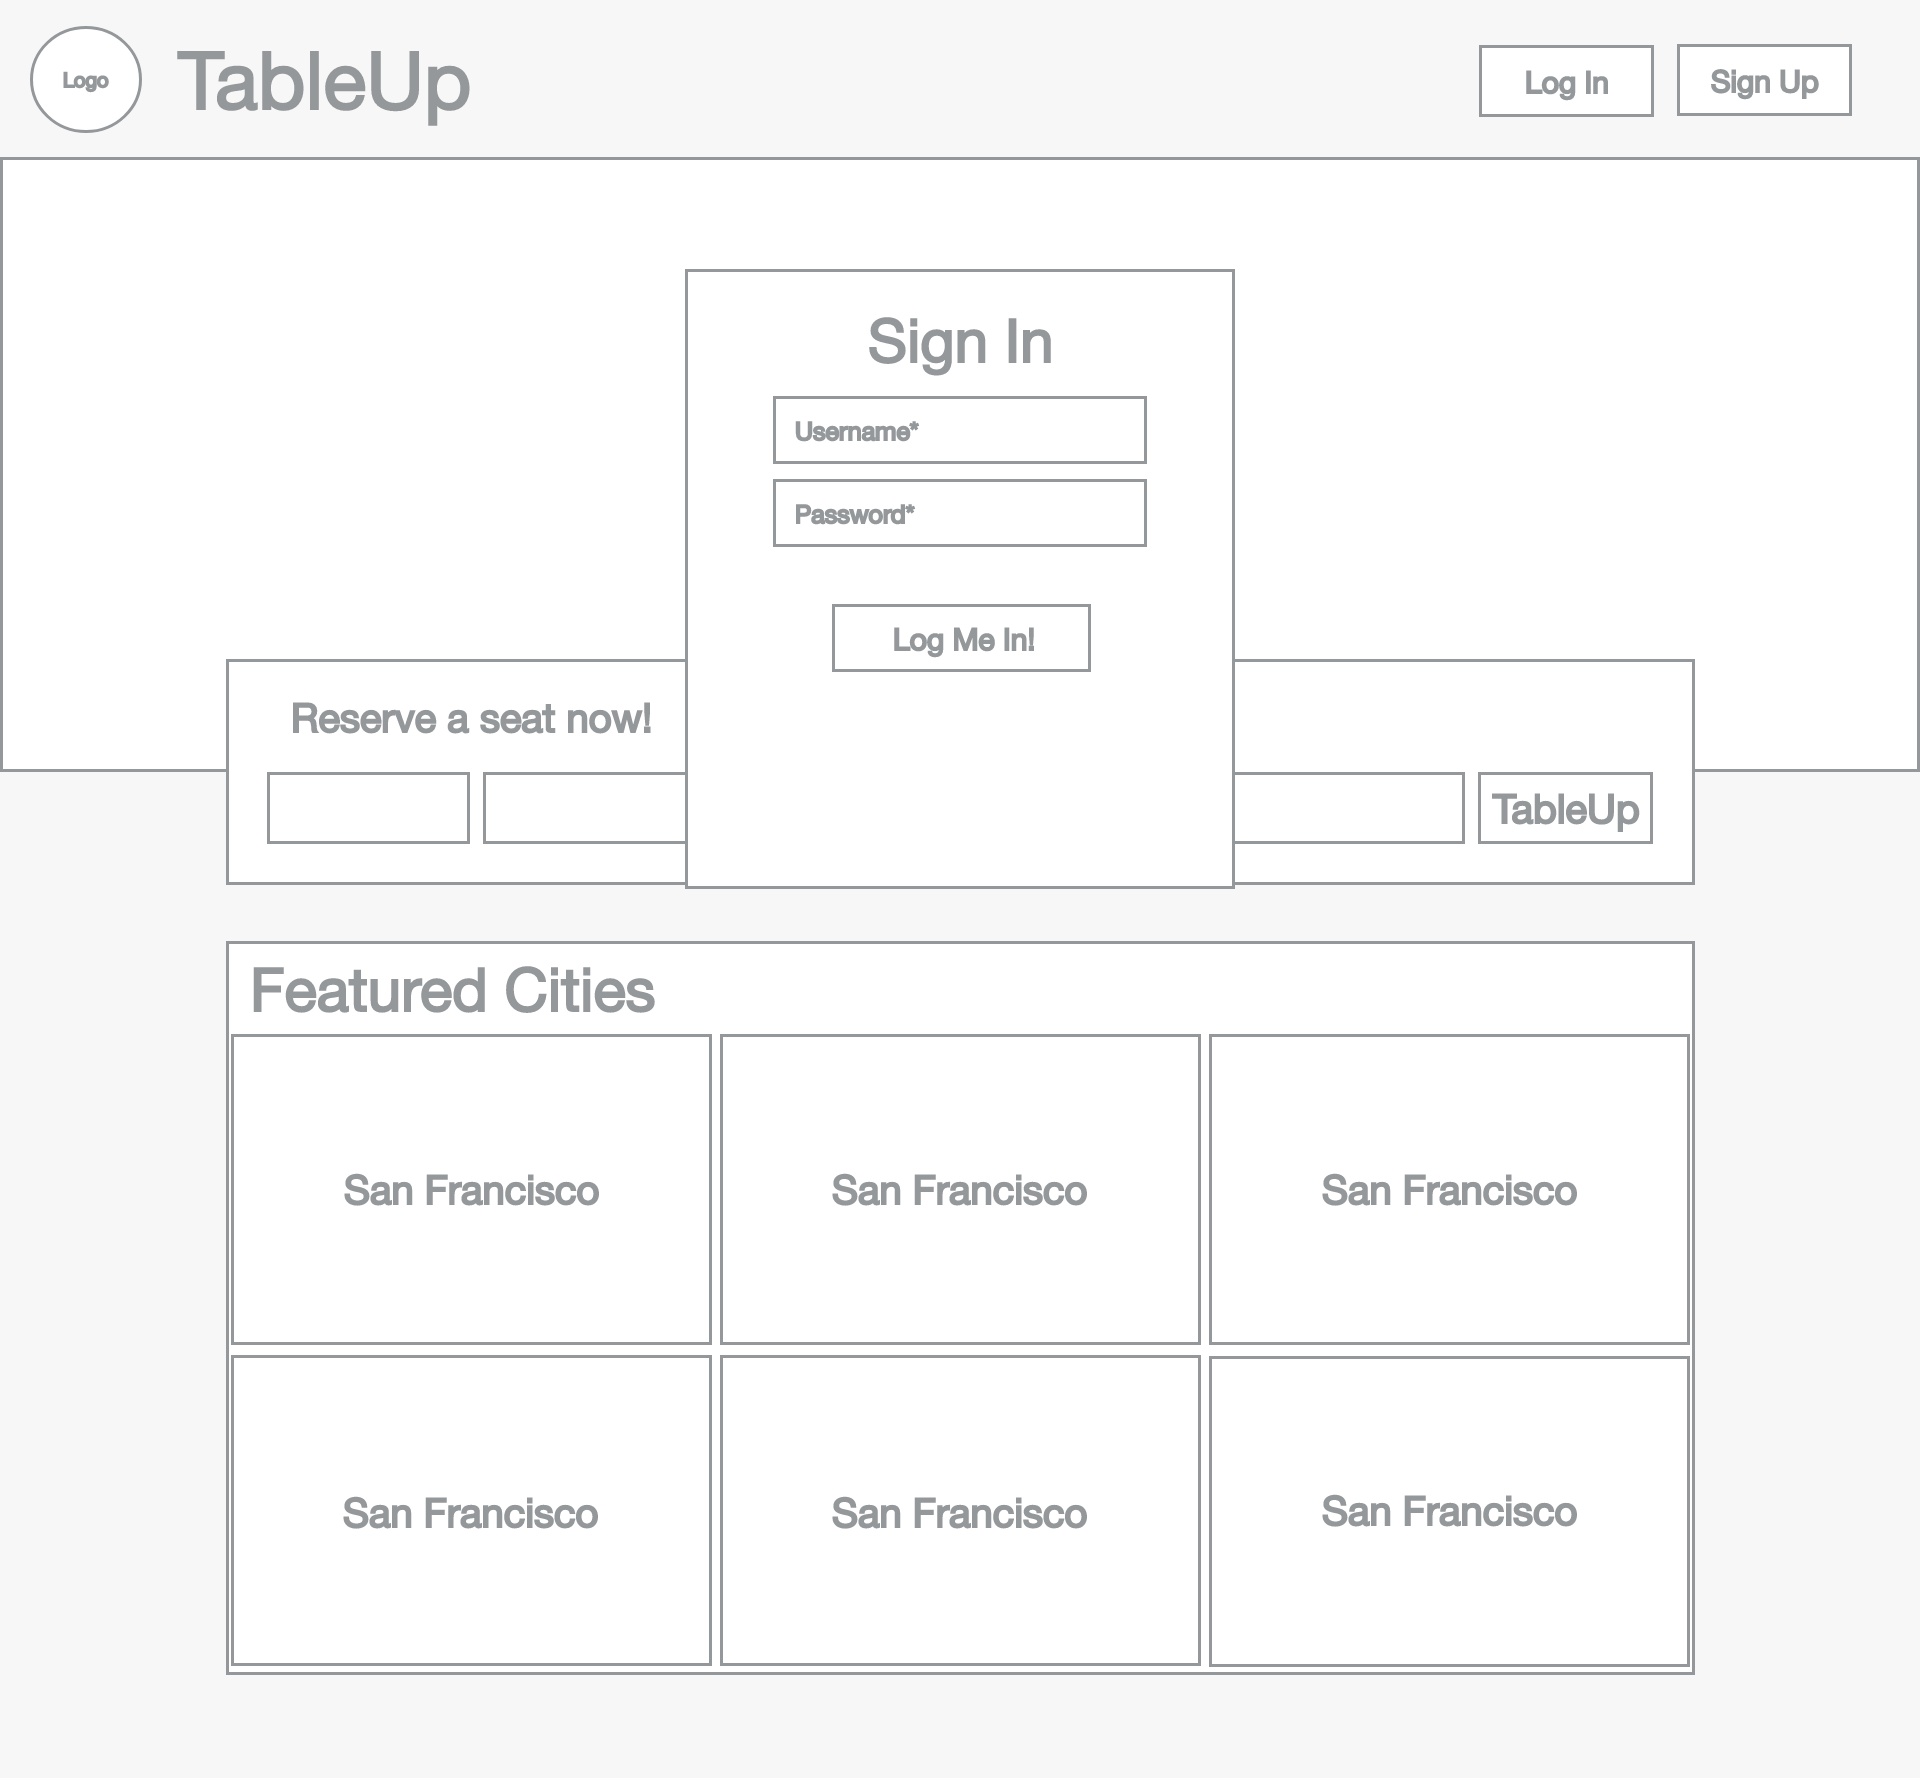 Logo
TableUp
Log In
Sign Up
Sign In
Username*
Password*
Log Me In!
Reserve a seat now!
TableUp
Featured Cities
San Francisco
San Francisco
San Francisco
San Francisco
San Francisco
San Francisco